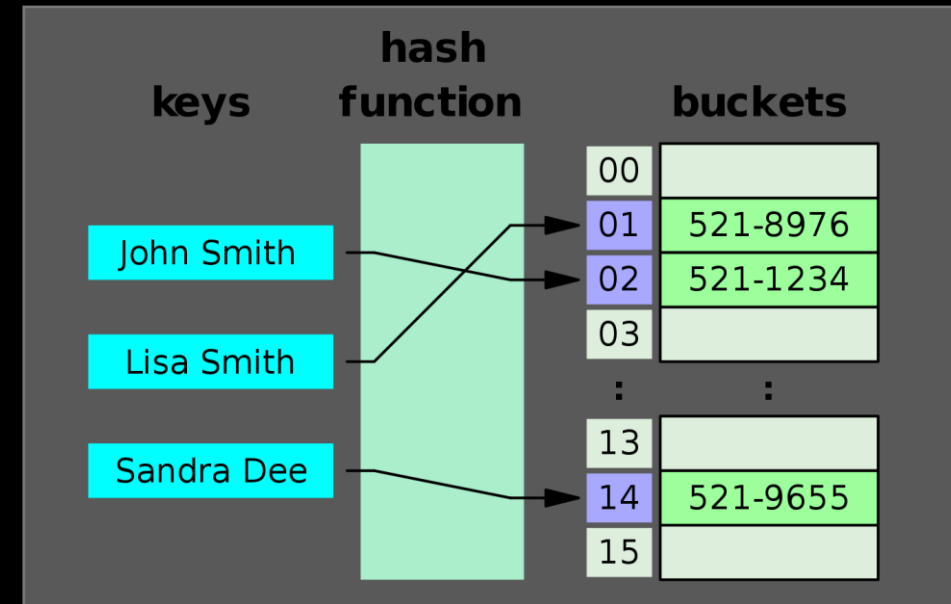 hash
keys function buckets
00
01 521-8976
John Smith
02 521-1234
03
Lisa Smith
: :
13
Sandra Dee
14 521-9655
15